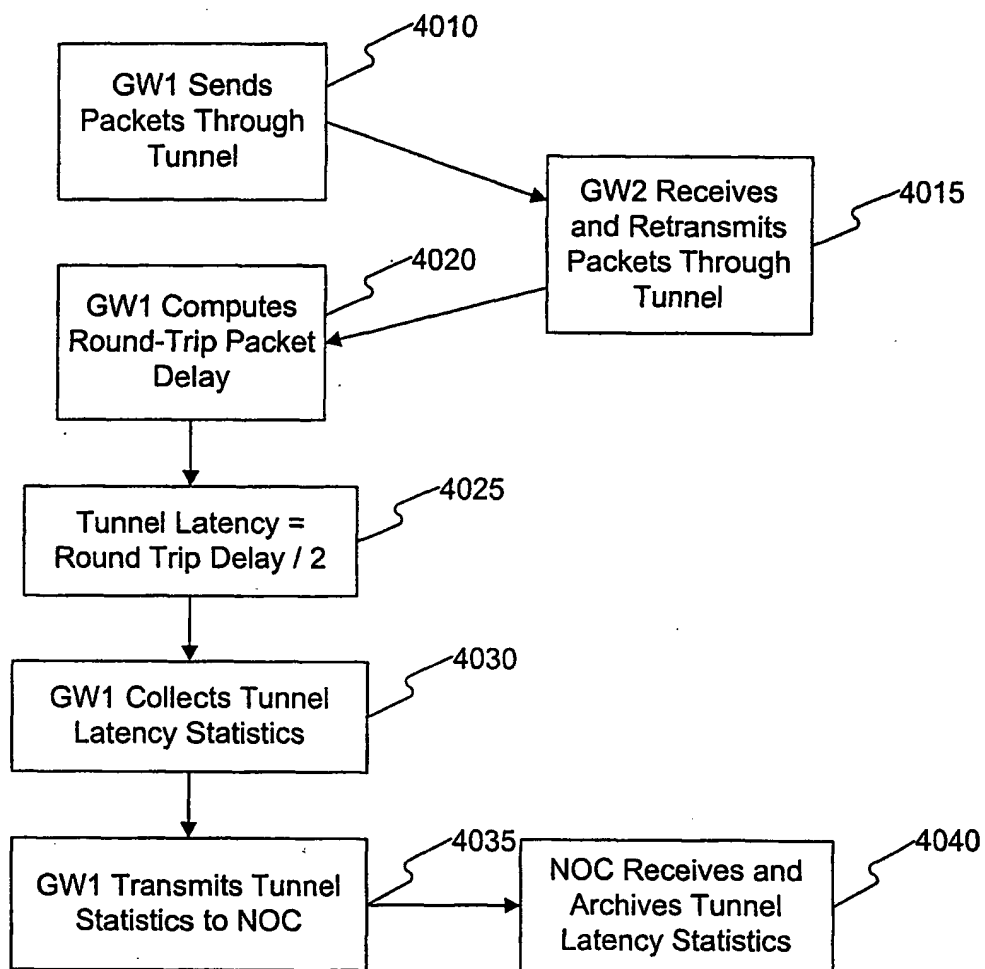 4010
GW1 Sends
Packets Through
Tunnel
GW2 Receives
and Retransmits
Packets Through
Tunnel
4015
4020
GW1 Computes
Round-Trip Packet
Delay
4025
Tunnel Latency =
Round Trip Delay / 2
4030
GW1 Collects Tunnel
Latency Statistics
4035
GW1 Transmits Tunnel
Statistics to NOC
4040
NOC Receives and
Archives Tunnel
Latency Statistics